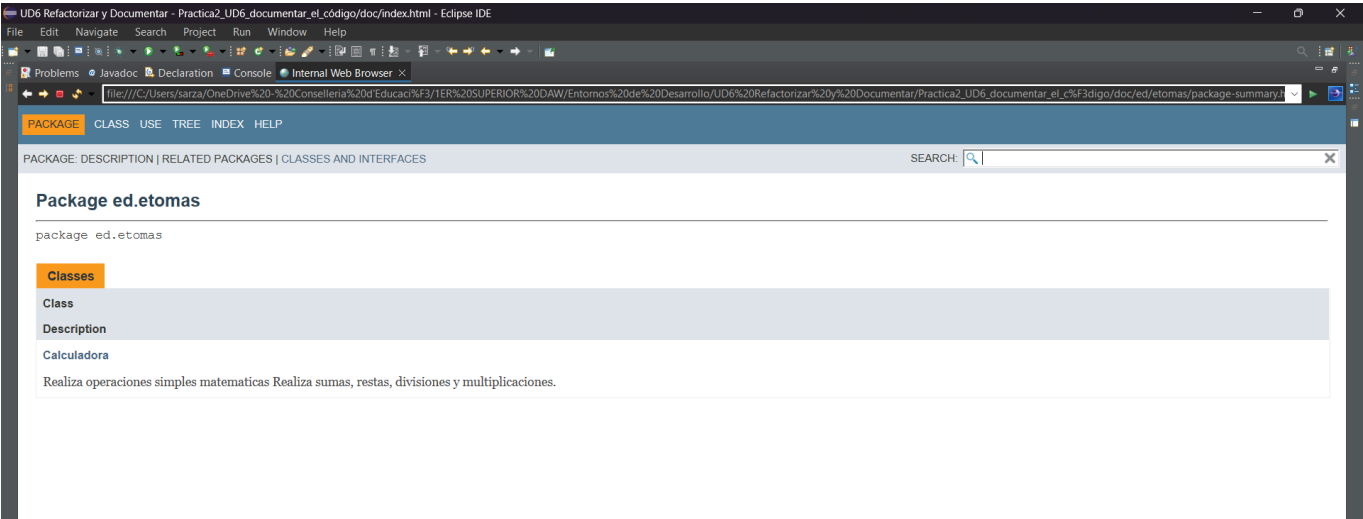 UD6 Refactorizar y Documentar - Practica2_UD6_documentar_el_código/doc/index.html - Eclipse IDE
File Edit Navigate Search Project Run Window Help
Problems Javadoc Declaration Console Internal Web Browser
file:///C:/Users/sarza/OneDrive%20-%20Conselleria%20d'Educaci%F3/1ER%20SUPERIOR%20DAW/Entornos%20de%20Desarrollo/UD6%20Refactorizar%20y%20Documentar/Practica2_UD6_documentar_el_c%F3digo/doc/ed/etomas/package-summary.h
PACKAGE CLASS USE TREE INDEX HELP
PACKAGE: DESCRIPTION | RELATED PACKAGES | CLASSES AND INTERFACES SEARCH:
Package ed.etomas
package ed.etomas
Classes
Class
Description
Calculadora
Realiza operaciones simples matematicas Realiza sumas, restas, divisiones y multiplicaciones.